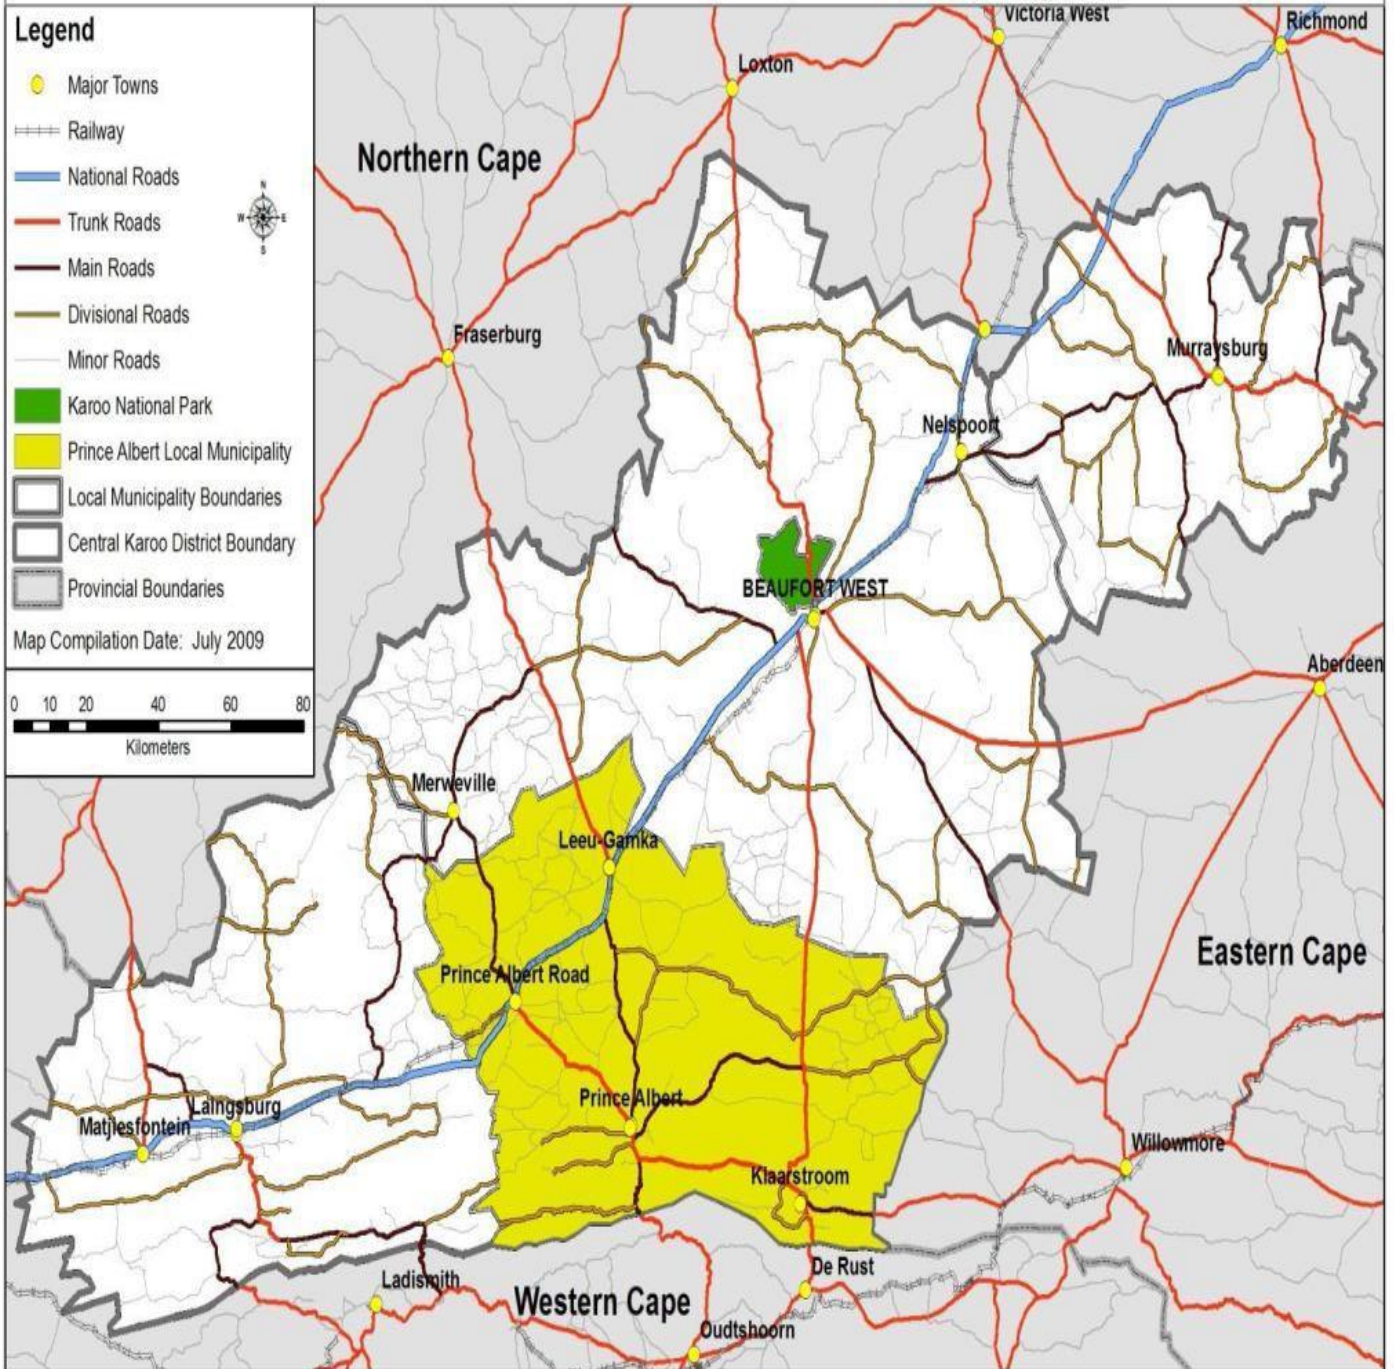 Legend
Major Towns
Railway
National Roads
Trunk Roads
Main Roads
Divisional Roads
Minor Roads
Karoo National Park
Prince Albert Local Municipality
Local Municipality Boundaries
Central Karoo District Boundary
Provincial Boundaries
Map Compilation Date: July 2009
0 10 20 40 60 80
Kilometers
N
W E
S
Victoria West
Richmond
Loxton
Northern Cape
Fraserburg
Murraysburg
Nelspoort
BEAUFORT WEST
Aberdeen
Merweville
Leeu-Gamka
Eastern Cape
Prince Albert Road
Prince Albert
Laingsburg
Matjiesfontein
Willowmore
Klaarstroom
De Rust
Ladismith
Western Cape
Oudtshoorn